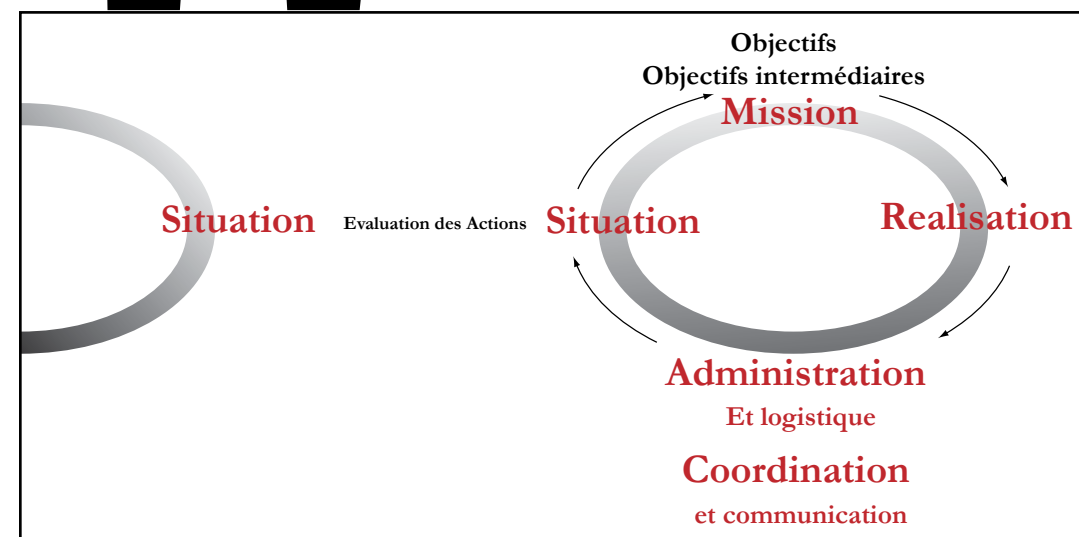 Objectifs
Objectifs intermédiaires
Mission
Situation
Evaluation des Actions
Situation
Realisation
Administration
Et logistique
Coordination
et communication